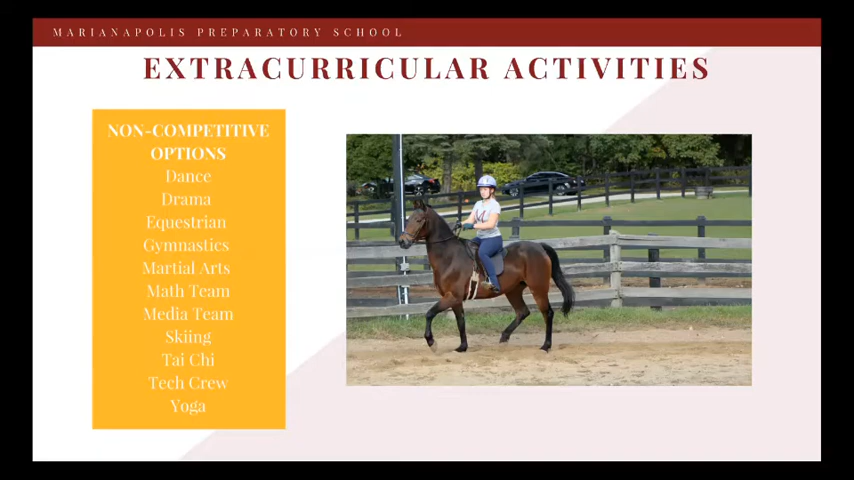 MARIANAPOLIS PREPARATORY SCHOOL
EXTRACURRICULAR ACTIVITIES
NON-COMPETITIVE
OPTIONS
Dance
Drama
Equestrian
Gymnastics
Martial Arts
Math Team
Media Team
Skiing
Tai Chi
Tech Crew
Yoga